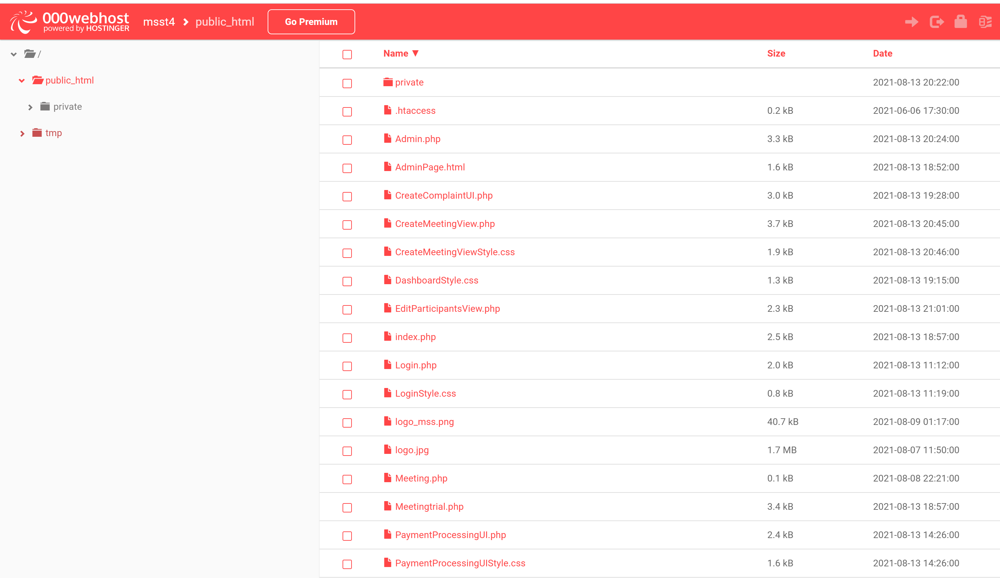 000webhost
powered by HOSTINGER
msst4 > public_html
Go Premium
/
public_html
private
tmp
Name ▼ Size Date
private 2021-08-13 20:22:00
.htaccess 0.2 kB 2021-06-06 17:30:00
Admin.php 3.3 kB 2021-08-13 20:24:00
AdminPage.html 1.6 kB 2021-08-13 18:52:00
CreateComplaintUI.php 3.0 kB 2021-08-13 19:28:00
CreateMeetingView.php 3.7 kB 2021-08-13 20:45:00
CreateMeetingViewStyle.css 1.9 kB 2021-08-13 20:46:00
DashboardStyle.css 1.3 kB 2021-08-13 19:15:00
EditParticipantsView.php 2.3 kB 2021-08-13 21:01:00
index.php 2.5 kB 2021-08-13 18:57:00
Login.php 2.0 kB 2021-08-13 11:12:00
LoginStyle.css 0.8 kB 2021-08-13 11:19:00
logo_mss.png 40.7 kB 2021-08-09 01:17:00
logo.jpg 1.7 MB 2021-08-07 11:50:00
Meeting.php 0.1 kB 2021-08-08 22:21:00
Meetingtrial.php 3.4 kB 2021-08-13 18:57:00
PaymentProcessingUI.php 2.4 kB 2021-08-13 14:26:00
PaymentProcessingUIStyle.css 1.6 kB 2021-08-13 14:26:00